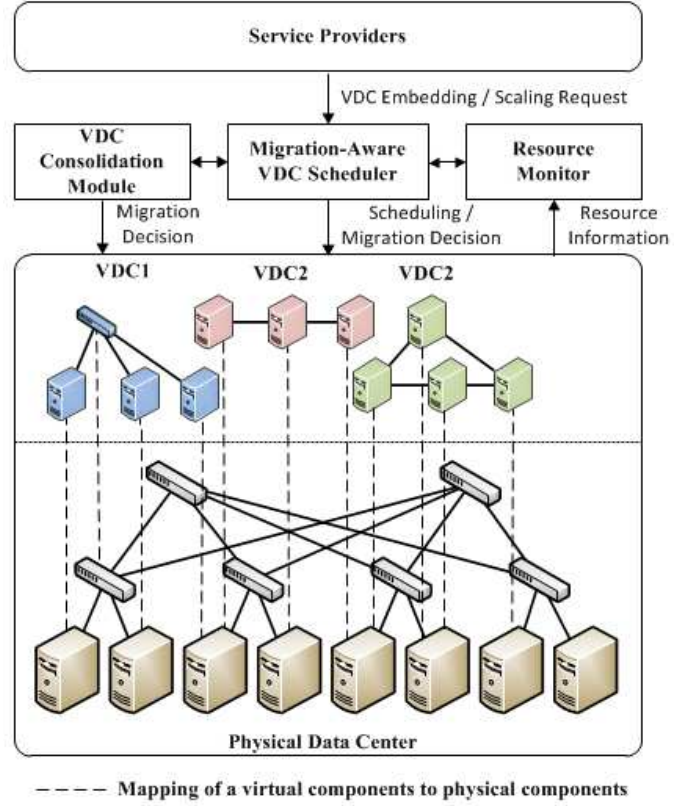 Service Providers
VDC Embedding / Scaling Request
VDC
Consolidation
Module
Migration-Aware
VDC Scheduler
Resource
Monitor
Migration
Decision
Scheduling /
Migration Decision
Resource
Information
VDC1
VDC2
VDC2
Physical Data Center
Mapping of a virtual components to physical components